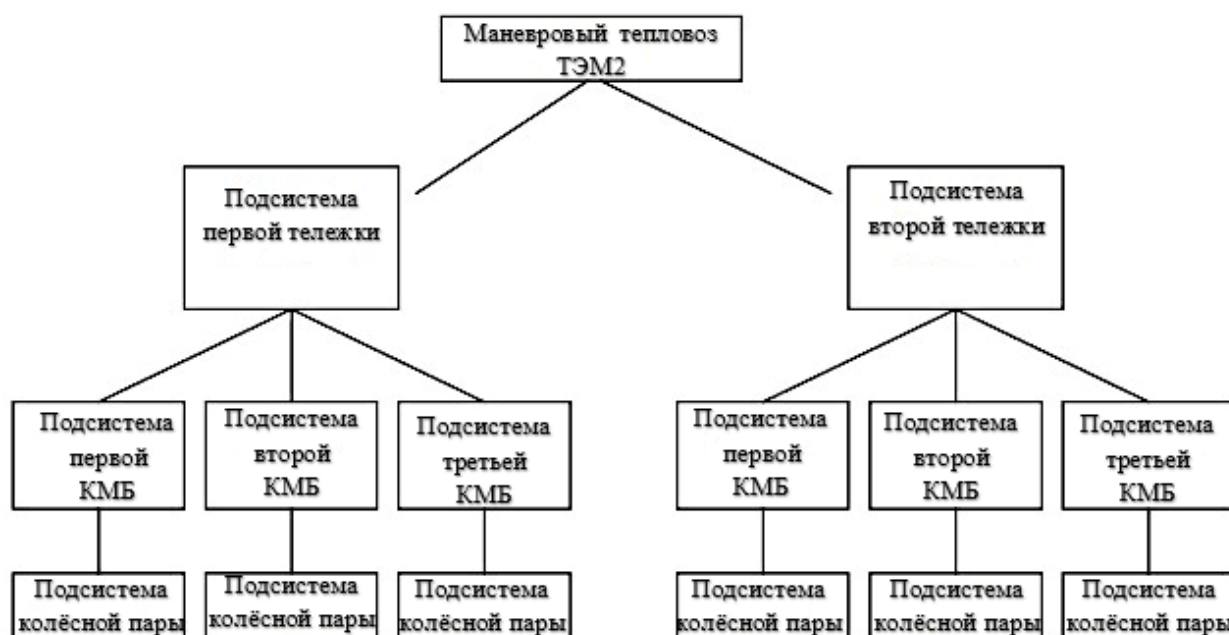 Маневровый тепловоз
ТЭМ2
Подсистема
первой тележки
Подсистема
второй тележки
Подсистема
первой
КМБ
Подсистема
второй
КМБ
Подсистема
третьей
КМБ
Подсистема
первой
КМБ
Подсистема
второй
КМБ
Подсистема
третьей
КМБ
Подсистема
колёсной пары
Подсистема
колёсной пары
Подсистема
колёсной пары
Подсистема
колёсной пары
Подсистема
колёсной пары
Подсистема
колёсной пары